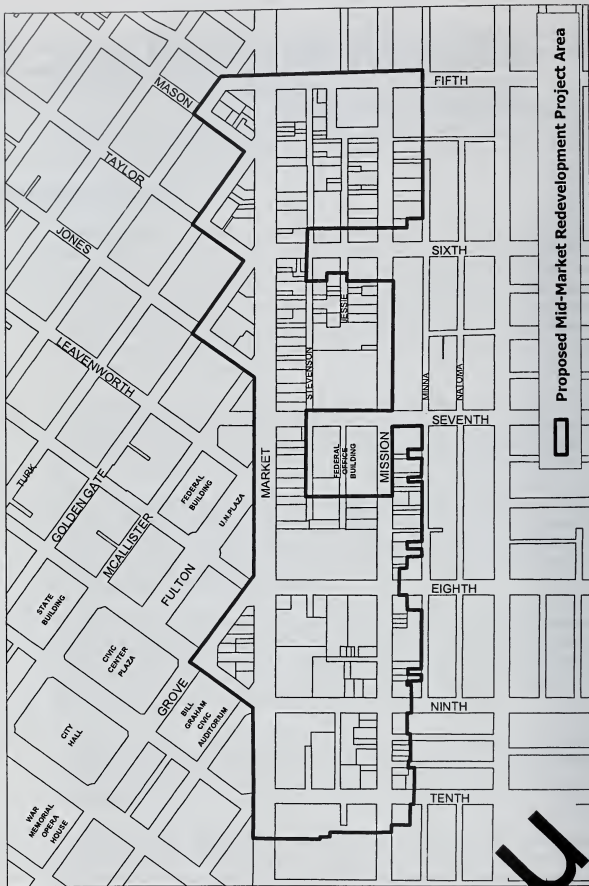 MASON
TAYLOR
JONES
LEAVENWORTH
TURK
GOLDEN GATE
MCALLISTER
FULTON
GROVE
STATE
BUILDING
FEDERAL
BUILDING
U.N.PLAZA
CIVIC
CENTER
PLAZA
CITY
HALL
BILL
GRAHAM
CIVIC
AUDITORIUM
WAR
MEMORIAL
OPERA
HOUSE
MARKET
STEVENSON
JESSIE
FEDERAL
OFFICE
BUILDING
MISSION
MINNA
NATOMA
FIFTH
SIXTH
SEVENTH
EIGHTH
NINTH
TENTH
Proposed Mid-Market Redevelopment Project Area